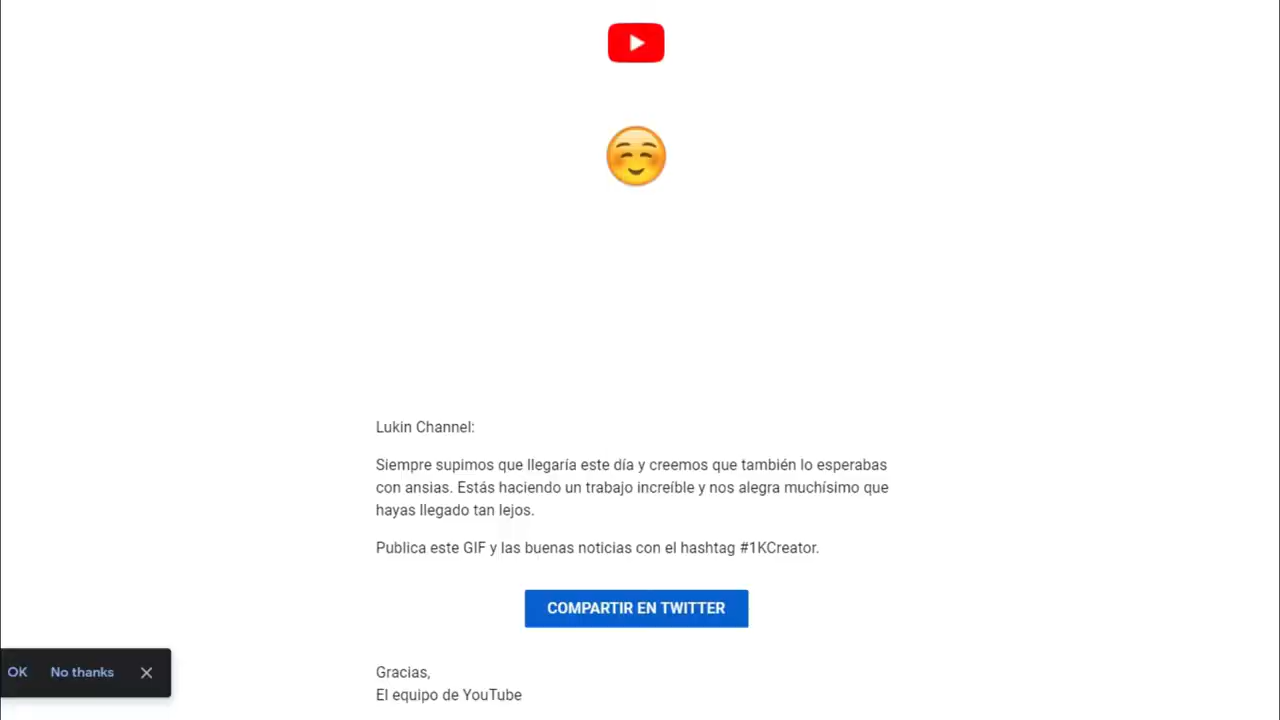 Lukin Channel:
Siempre supimos que llegaría este día y creemos que también lo esperabas
con ansias. Estás haciendo un trabajo increíble y nos alegra muchísimo que
hayas llegado tan lejos.
Publica este GIF y las buenas noticias con el hashtag #1KCreator.
COMPARTIR EN TWITTER
OK No thanks
Gracias,
El equipo de YouTube